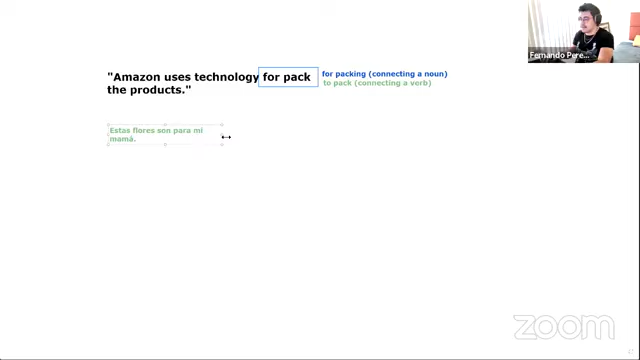 "Amazon uses technology for pack
the products."
for packing (connecting a noun)
to pack (connecting a verb)
Estas flores son para mi
mamá.
Fernando Pere...
zoom